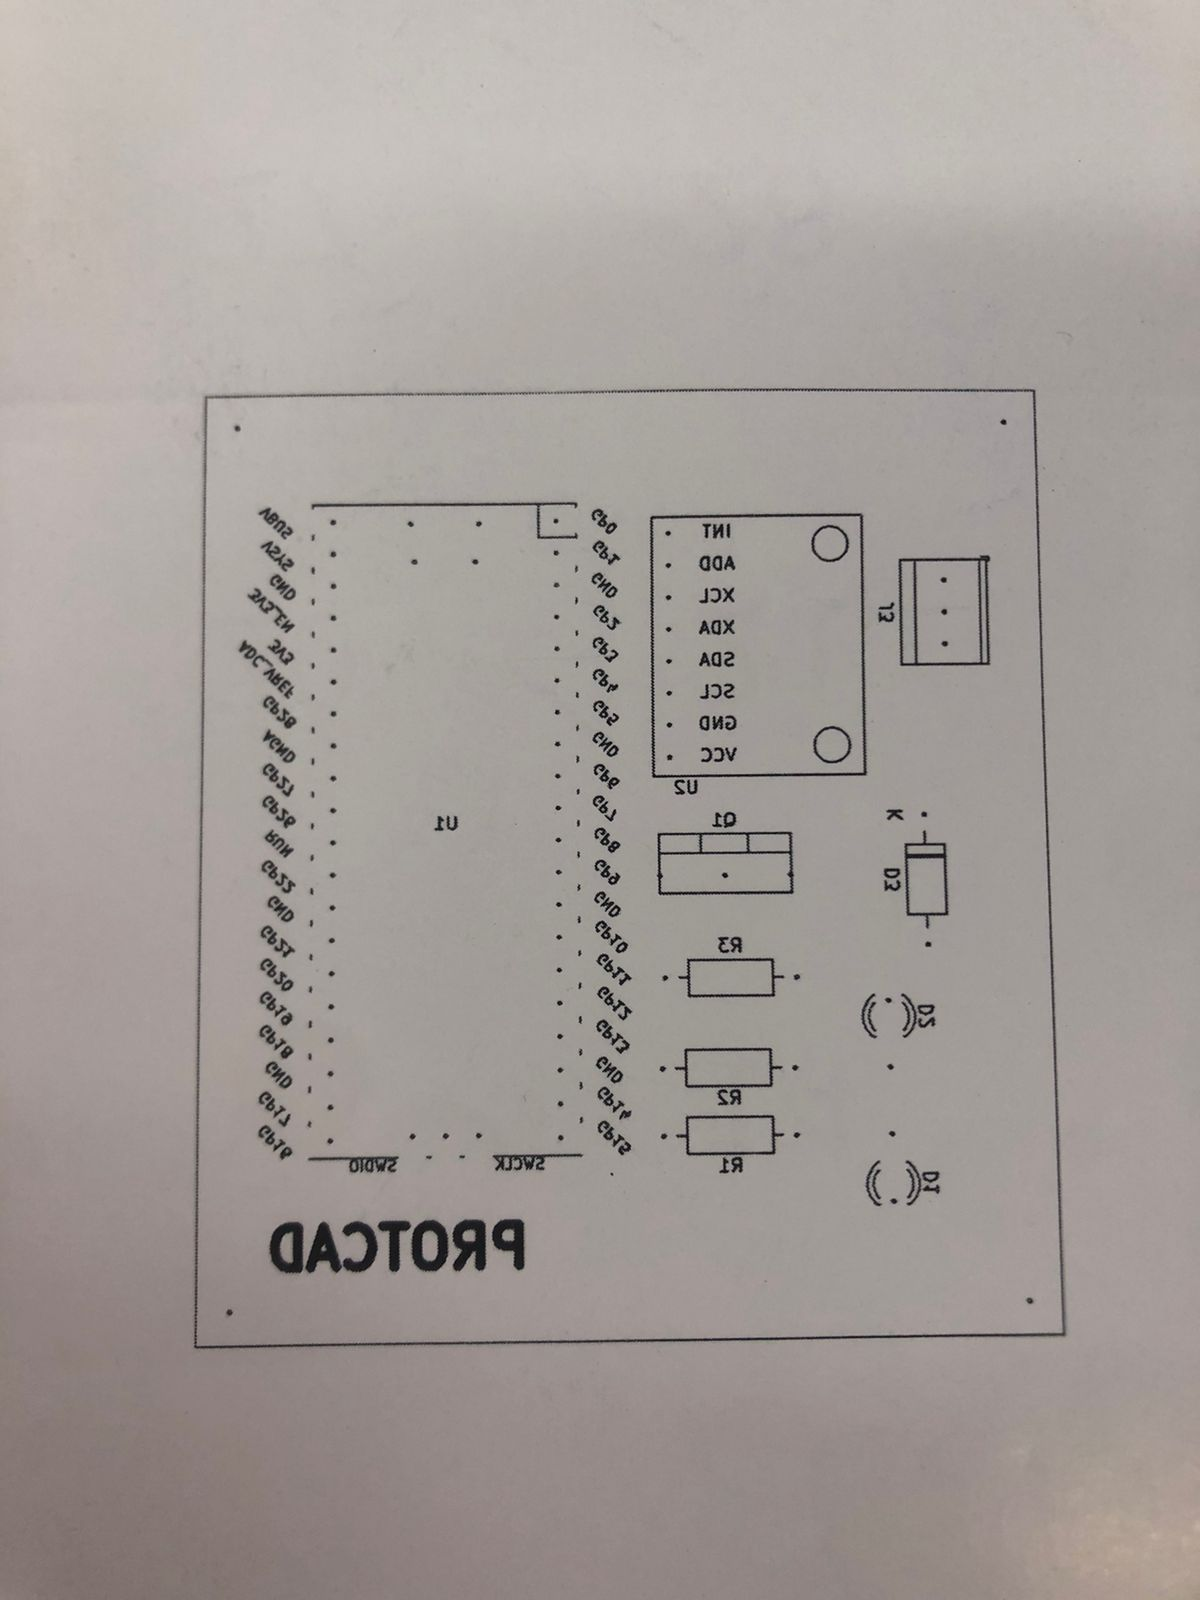 VBUS
VSYS
GND
3V3_EN
3V3
ADC_VREF
GP28
AGND
GP27
GP26
RUN
GP22
GND
GP21
GP20
GP19
GP18
GND
GP17
GP16
U1
SWDIO
SWCLK
GP0
GP1
GND
GP2
GP3
GP4
GP5
GND
GP6
GP7
GP8
GP9
GND
GP10
GP11
GP12
GP13
GND
GP14
GP15
INT
ADD
XCL
XDA
SDA
SCL
GND
VCC
U2
J3
Q1
K
D3
R3
D2
R2
R1
D1
PROTCAD